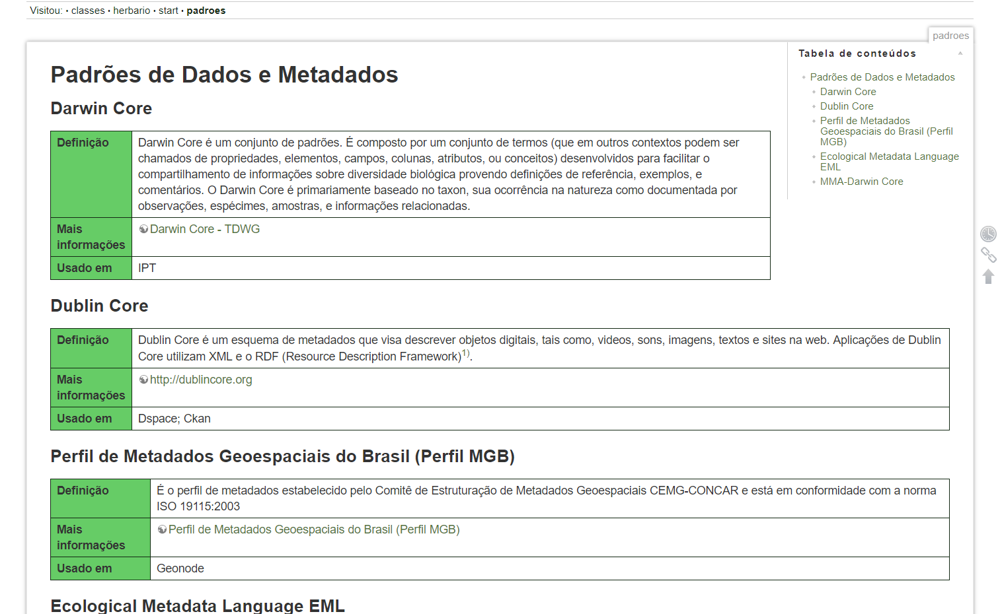 Visitou: • classes • herbario • start • padroes
padroes
Tabela de conteúdos
Padrões de Dados e Metadados
Darwin Core
Dublin Core
Perfil de Metadados
Geoespaciais do Brasil (Perfil
MGB)
Ecological Metadata Language
EML
MMA-Darwin Core
Padrões de Dados e Metadados
Darwin Core
Definição
Darwin Core é um conjunto de padrões. É composto por um conjunto de termos (que em outros contextos podem ser
chamados de propriedades, elementos, campos, colunas, atributos, ou conceitos) desenvolvidos para facilitar o
compartilhamento de informações sobre diversidade biológica provendo definições de referência, exemplos, e
comentários. O Darwin Core é primariamente baseado no taxon, sua ocorrência na natureza como documentada por
observações, espécimes, amostras, e informações relacionadas.
Mais
informações
Darwin Core - TDWG
Usado em
IPT
Dublin Core
Definição
Dublin Core é um esquema de metadados que visa descrever objetos digitais, tais como, videos, sons, imagens, textos e sites na web. Aplicações de Dublin
Core utilizam XML e o RDF (Resource Description Framework)1).
Mais
informações
http://dublincore.org
Usado em
Dspace; Ckan
Perfil de Metadados Geoespaciais do Brasil (Perfil MGB)
Definição
É o perfil de metadados estabelecido pelo Comitê de Estruturação de Metadados Geoespaciais CEMG-CONCAR e está em conformidade com a norma
ISO 19115:2003
Mais
informações
Perfil de Metadados Geoespaciais do Brasil (Perfil MGB)
Usado em
Geonode
Ecological Metadata Language EML